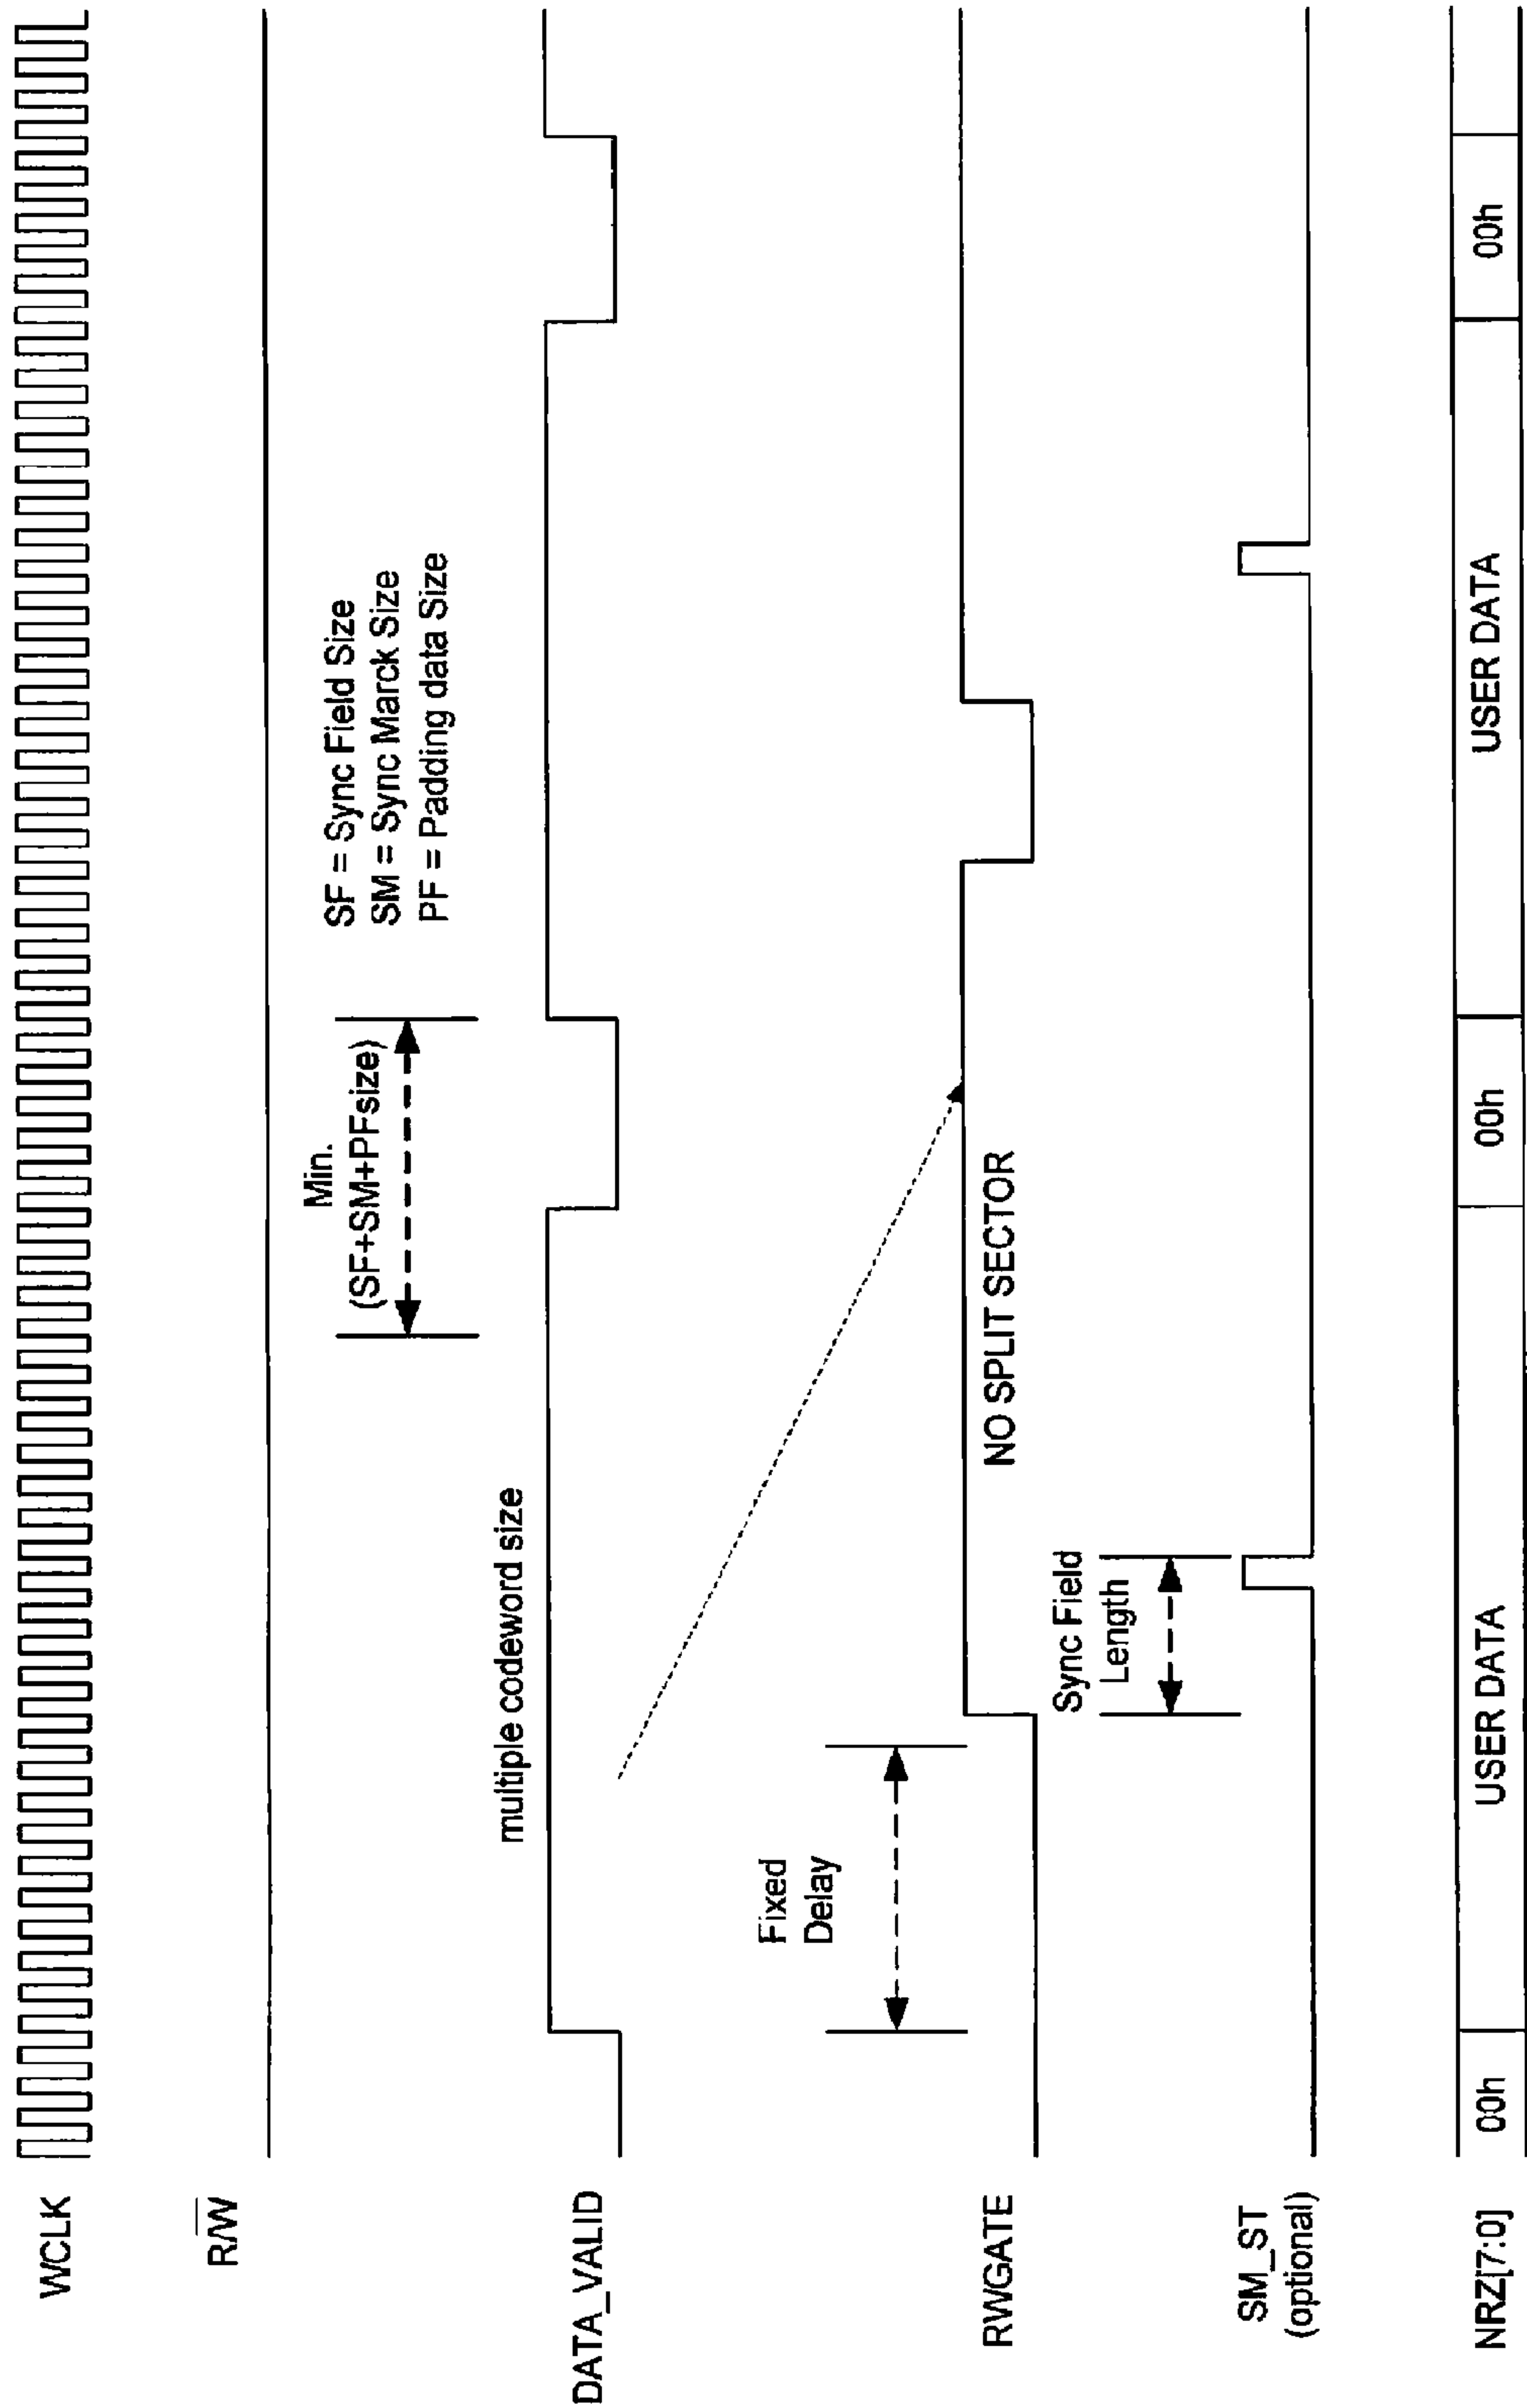 WCLK
R/W
SF = Sync Field Size
SM = Sync Marck Size
PF = Padding data Size
Min.
(SF+SM+PFsize)
multiple codeword size
DATA_VALID
Fixed
Delay
NO SPLIT SECTOR
RWGATE
Sync Field
Length
SM_ST
(optional)
NRZ[7:0]
00h
USER DATA
00h
USER DATA
00h